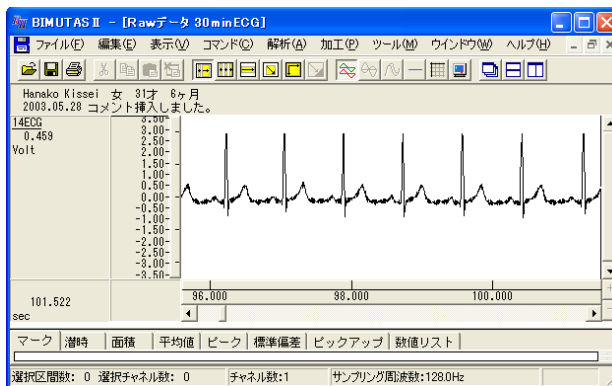 BIMUTASⅡ - [Rawデータ 30minECG]
ファイル(F) 編集(E) 表示(V) コマンド(C) 解析(A) 加工(P) ツール(M) ウインドウ(W) ヘルプ(H)
Hanako Kissei 女 31才 6ヶ月
2003.05.28 コメント挿入しました。
14ECG
0.459
Volt
3.50
3.00
2.50
2.00
1.50
1.00
0.50
0.00
-0.50
-1.00
-1.50
-2.00
-2.50
-3.00
-3.50
96.000 98.000 100.000
101.522
sec
マーク 潜時 面積 平均値 ピーク 標準偏差 ピックアップ 数値リスト
選択区間数: 0 選択チャネル数: 0 チャネル数:1 サンプリング周波数:128.0Hz